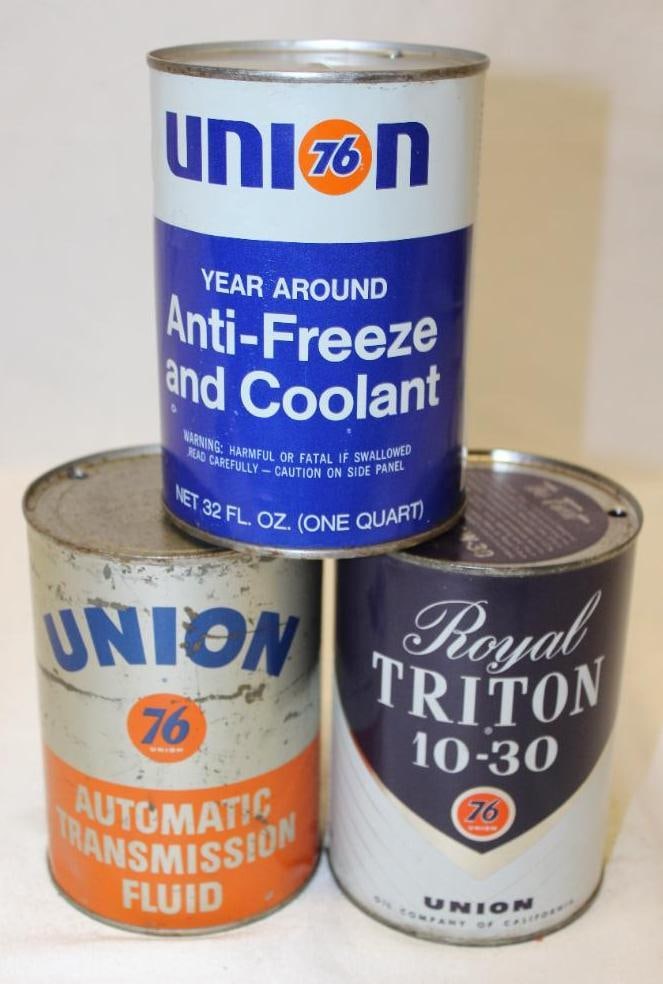 union
76
YEAR AROUND
Anti-Freeze
and Coolant
WARNING: HARMFUL OR FATAL IF SWALLOWED
READ CAREFULLY — CAUTION ON SIDE PANEL
NET 32 FL. OZ. (ONE QUART)
UNION
76
UNION
AUTOMATIC
TRANSMISSION
FLUID
Royal
TRITON
10-30
76
UNION
UNION
OIL COMPANY OF CALIFORNIA